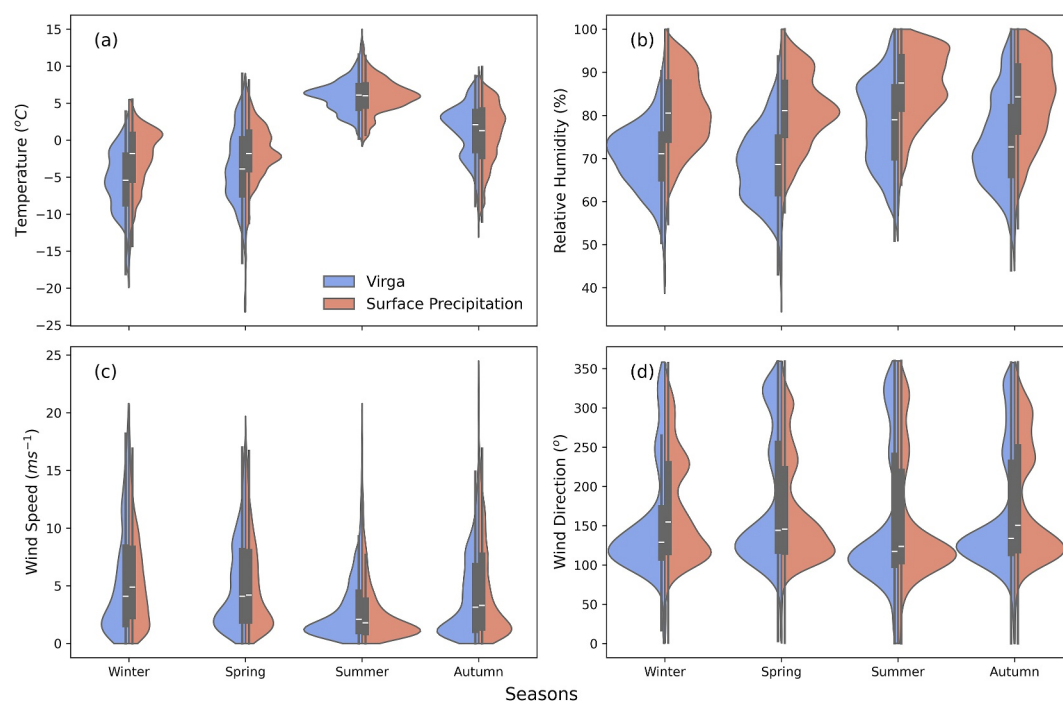 (a)
Temperature (°C)
15
10
5
0
−5
−10
−15
−20
−25
Virga
Surface Precipitation
(b)
Relative Humidity (%)
100
90
80
70
60
50
40
(c)
Wind Speed (ms⁻¹)
25
20
15
10
5
0
Winter Spring Summer Autumn
(d)
Wind Direction (°)
350
300
250
200
150
100
50
0
Winter Spring Summer Autumn
Seasons